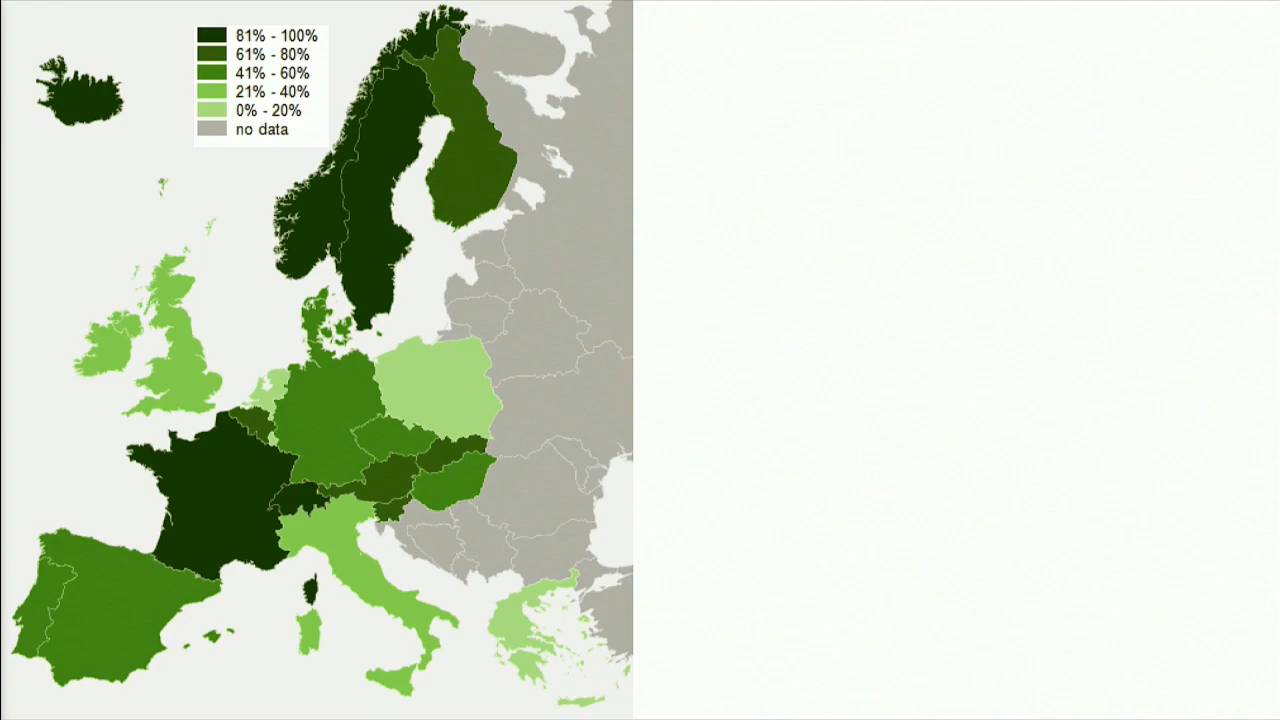 81% - 100%
61% - 80%
41% - 60%
21% - 40%
0% - 20%
no data